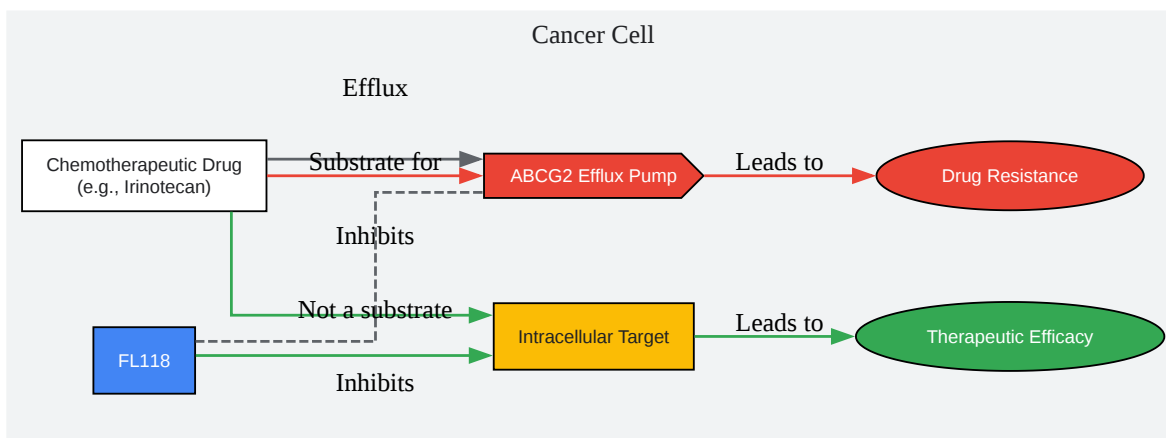 Cancer Cell
Efflux
Chemotherapeutic Drug
(e.g., Irinotecan)
Substrate for
ABCG2 Efflux Pump
Leads to
Drug Resistance
Inhibits
Not a substrate
FL118
Intracellular Target
Leads to
Therapeutic Efficacy
Inhibits